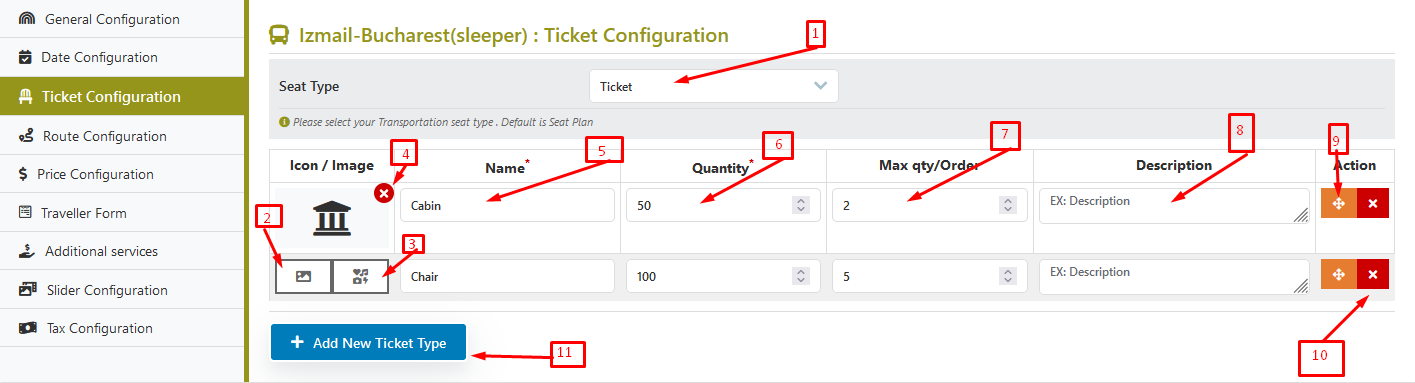 General Configuration
Date Configuration
Ticket Configuration
Route Configuration
Price Configuration
Traveller Form
Additional services
Slider Configuration
Tax Configuration
Izmail-Bucharest(sleeper) : Ticket Configuration
1
Seat Type
Ticket
Please select your Transportation seat type . Default is Seat Plan
4 5 6 7 8 9
Icon / Image Name* Quantity* Max qty/Order Description Action
Cabin 50 2 EX: Description
2 3
Chair 100 5 EX: Description
Add New Ticket Type
11 10